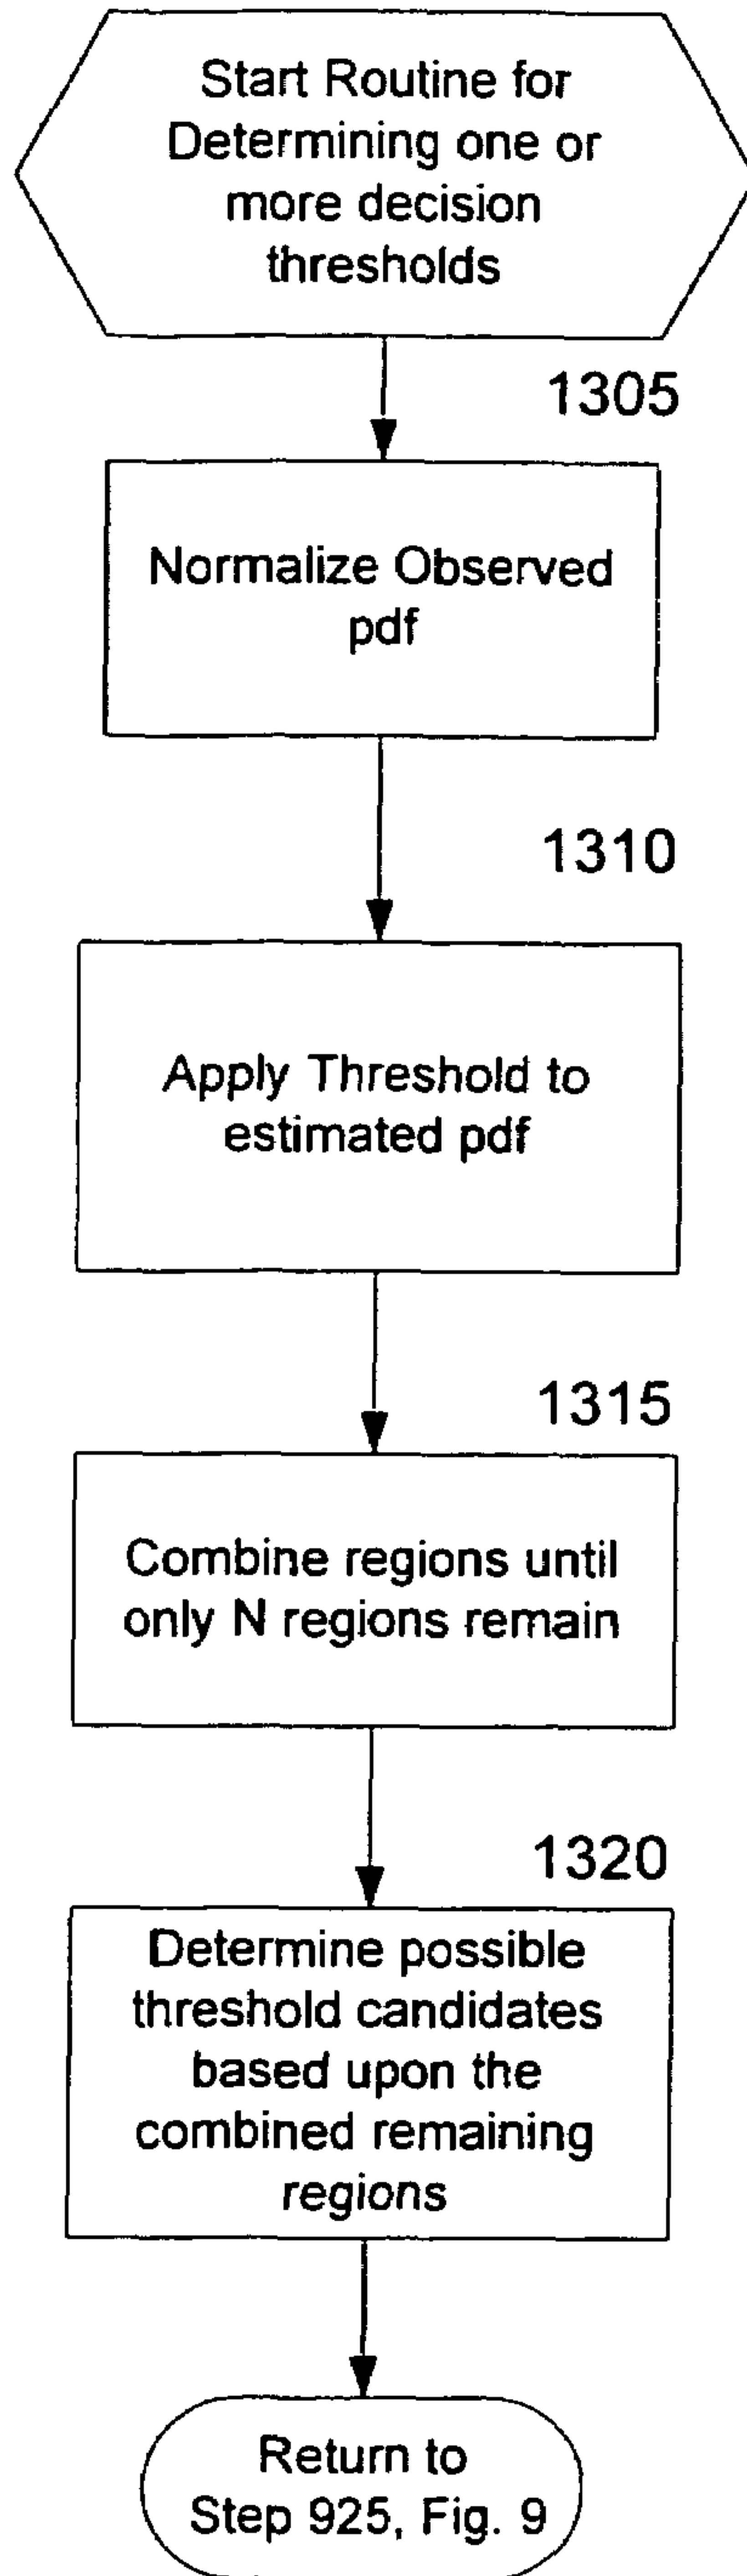 Start Routine for
Determining one or
more decision
thresholds
1305
Normalize Observed
pdf
1310
Apply Threshold to
estimated pdf
1315
Combine regions until
only N regions remain
1320
Determine possible
threshold candidates
based upon the
combined remaining
regions
Return to
Step 925, Fig. 9